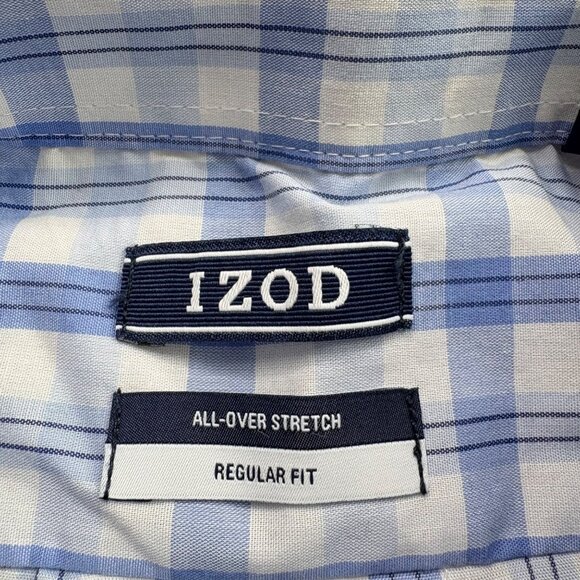 IZOD
ALL-OVER STRETCH
REGULAR FIT